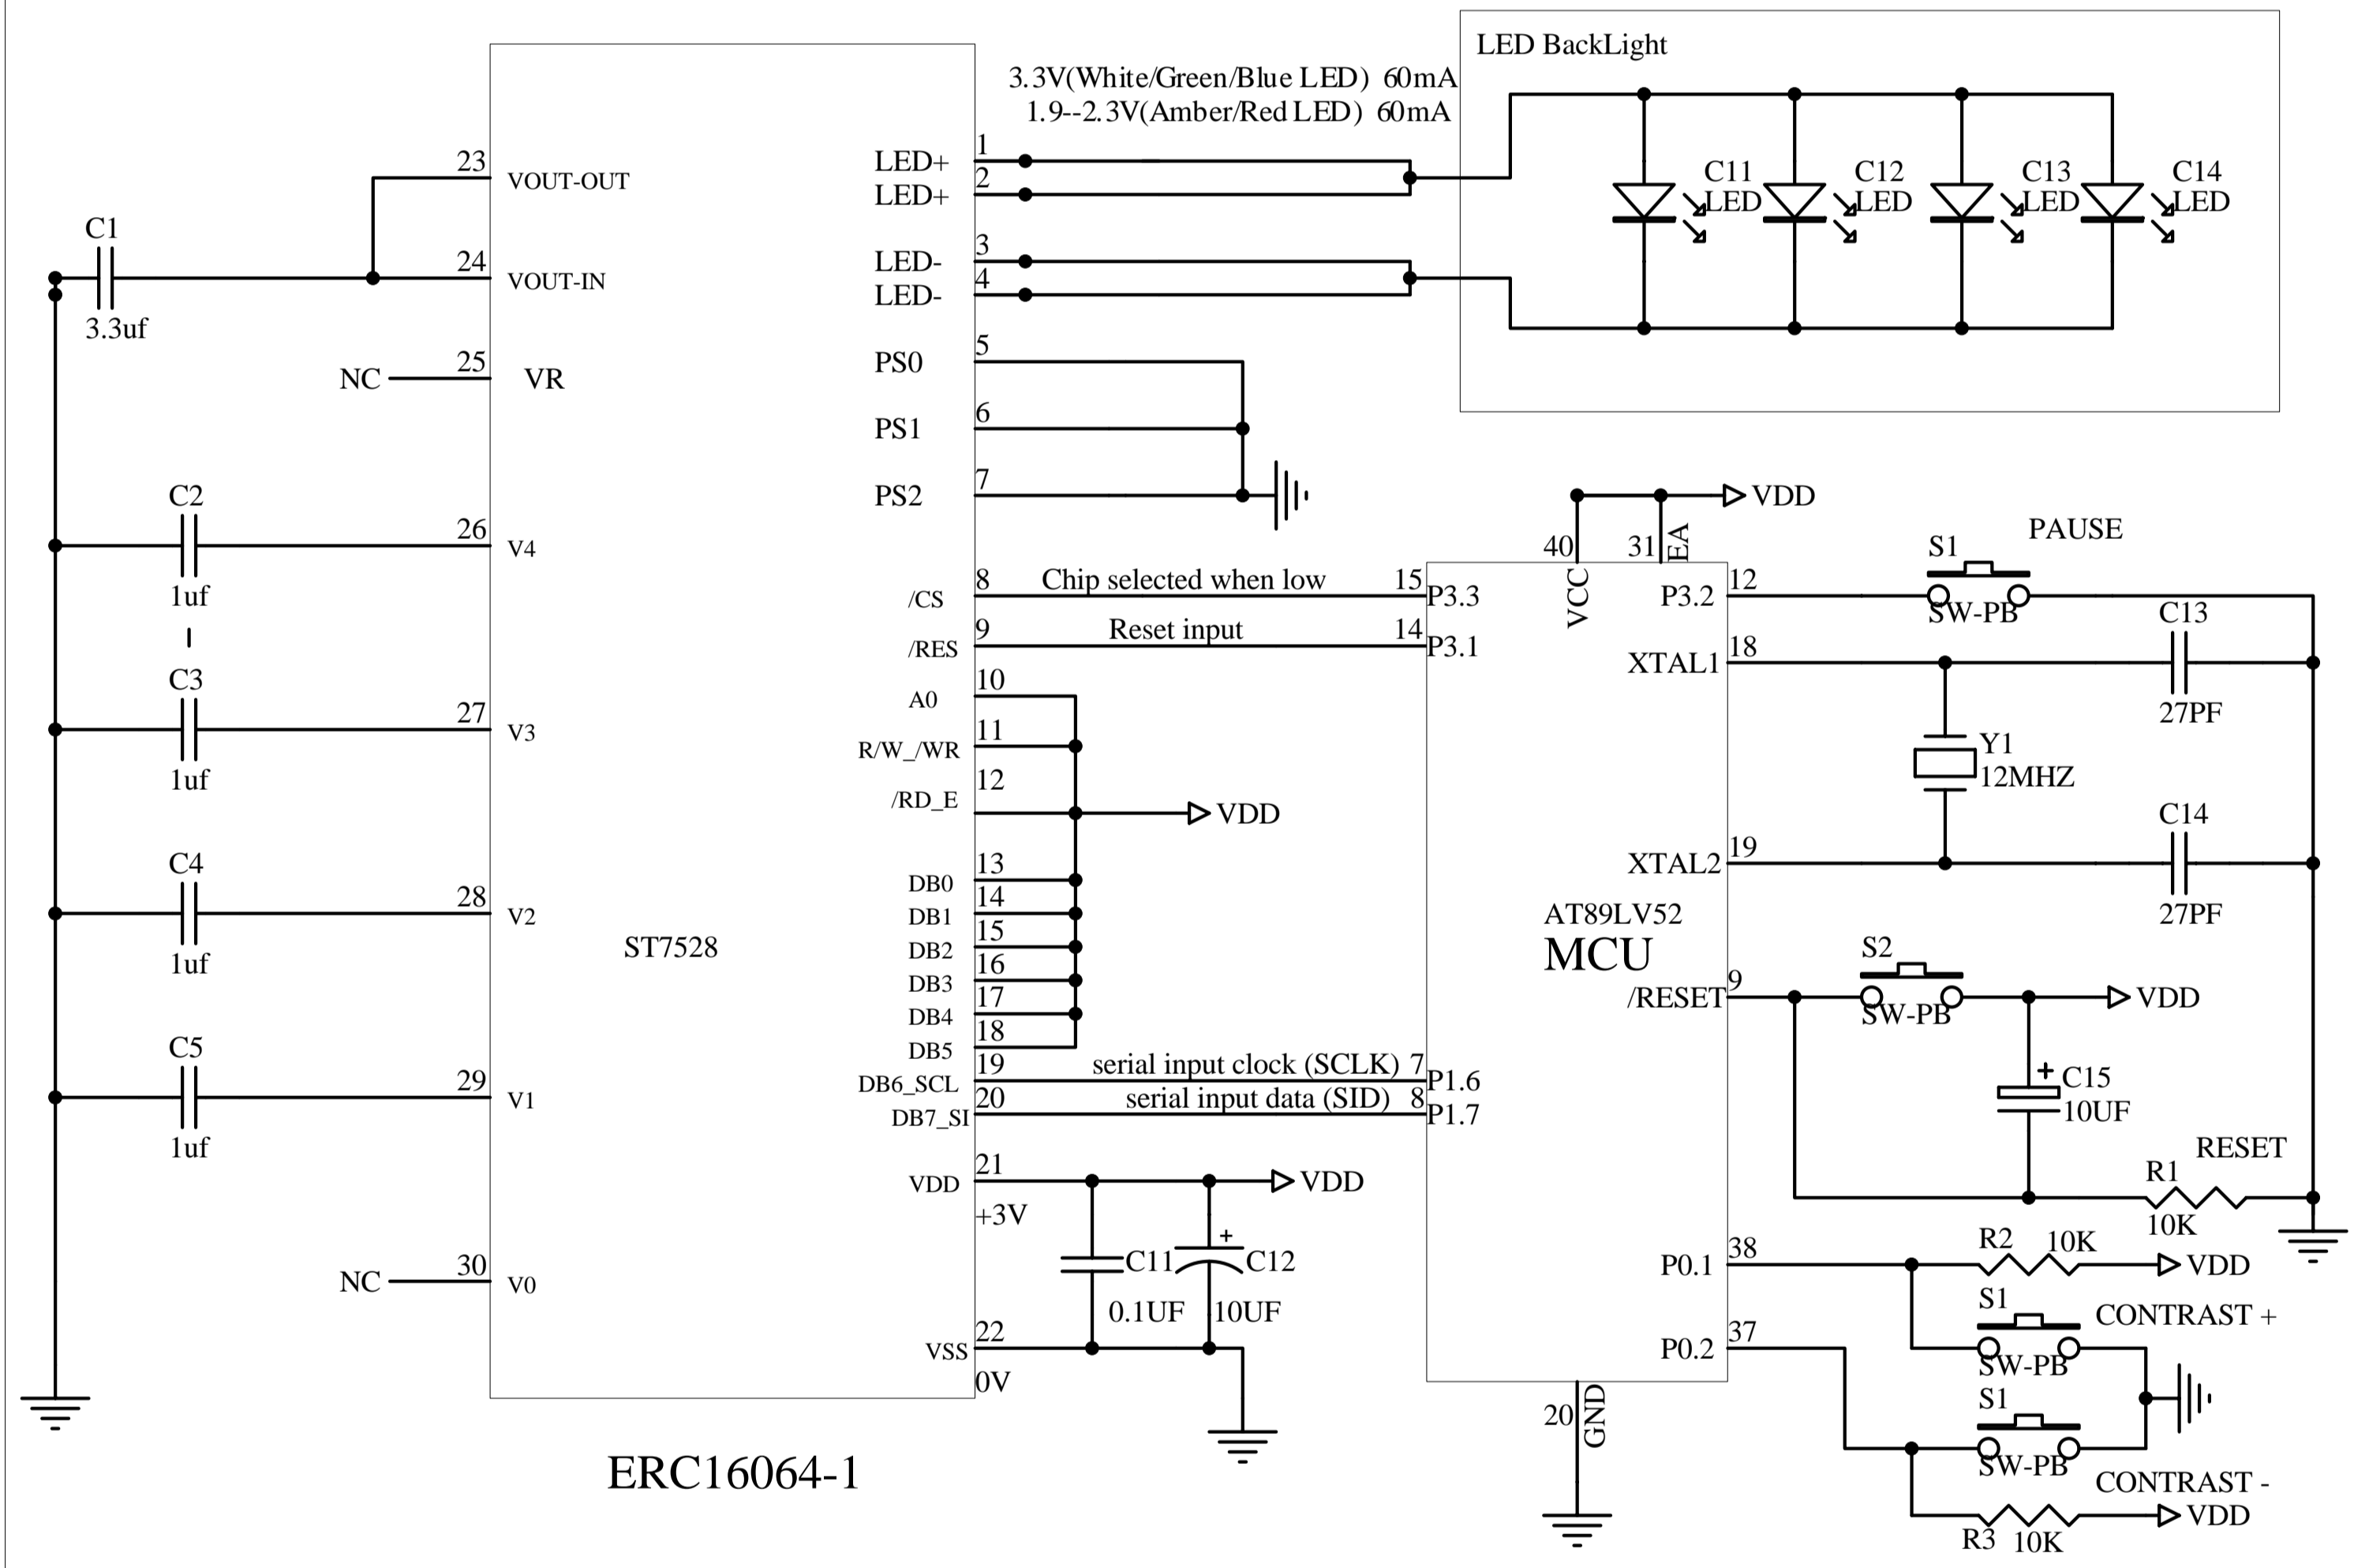 LED BackLight
3.3V(White/Green/Blue LED) 60mA
1.9--2.3V(Amber/Red LED) 60mA
C11
LED
C12
LED
C13
LED
C14
LED
23
VOUT-OUT
24
VOUT-IN
C1
3.3uf
NC
25
VR
C2
1uf
26
V4
C3
1uf
27
V3
C4
1uf
28
V2
C5
1uf
29
V1
NC
30
V0
ST7528
ERC16064-1
LED+
1
LED+
2
LED-
3
LED-
4
PS0
5
PS1
6
PS2
7
/CS
8
Chip selected when low
15
P3.3
/RES
9
Reset input
14
P3.1
A0
10
R/W_/WR
11
/RD_E
12
VDD
DB0
13
DB1
14
DB2
15
DB3
16
DB4
17
DB5
18
DB6_SCL
19
serial input clock (SCLK)
7
P1.6
DB7_SI
20
serial input data (SID)
8
P1.7
VDD
21
+3V
VDD
C11
0.1UF
+
C12
10UF
VSS
22
0V
40
VCC
31
EA
VDD
AT89LV52
MCU
P3.2
12
S1
SW-PB
PAUSE
XTAL1
18
C13
27PF
Y1
12MHZ
XTAL2
19
C14
27PF
/RESET
9
S2
SW-PB
VDD
+
C15
10UF
RESET
R1
10K
P0.1
38
R2
10K
VDD
S1
SW-PB
CONTRAST +
P0.2
37
S1
SW-PB
CONTRAST -
R3
10K
VDD
20
GND